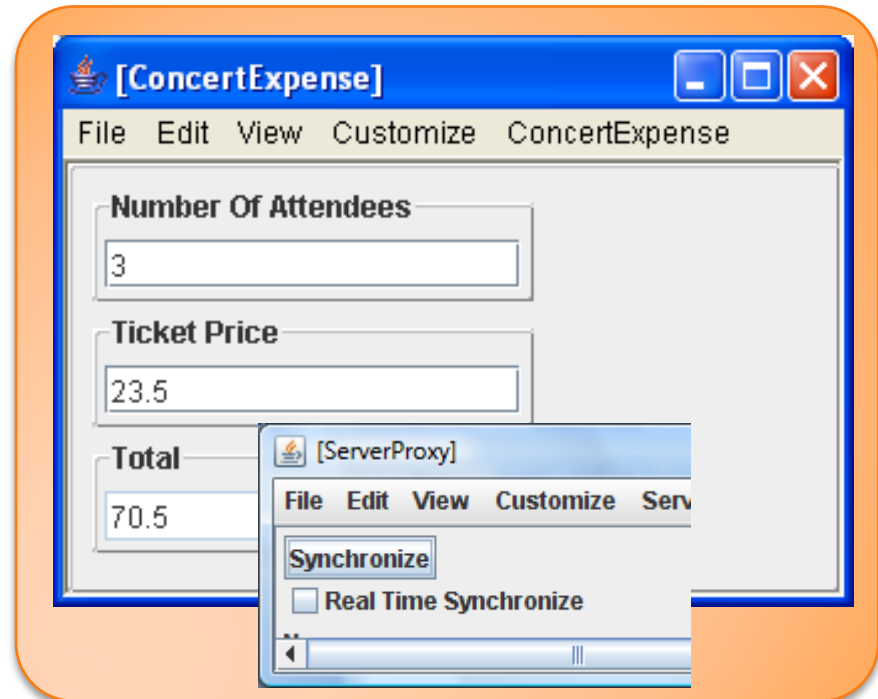 [ConcertExpense]
File Edit View Customize ConcertExpense
Number Of Attendees
3
Ticket Price
23.5
Total
70.5
[ServerProxy]
File Edit View Customize Serv
Synchronize
Real Time Synchronize